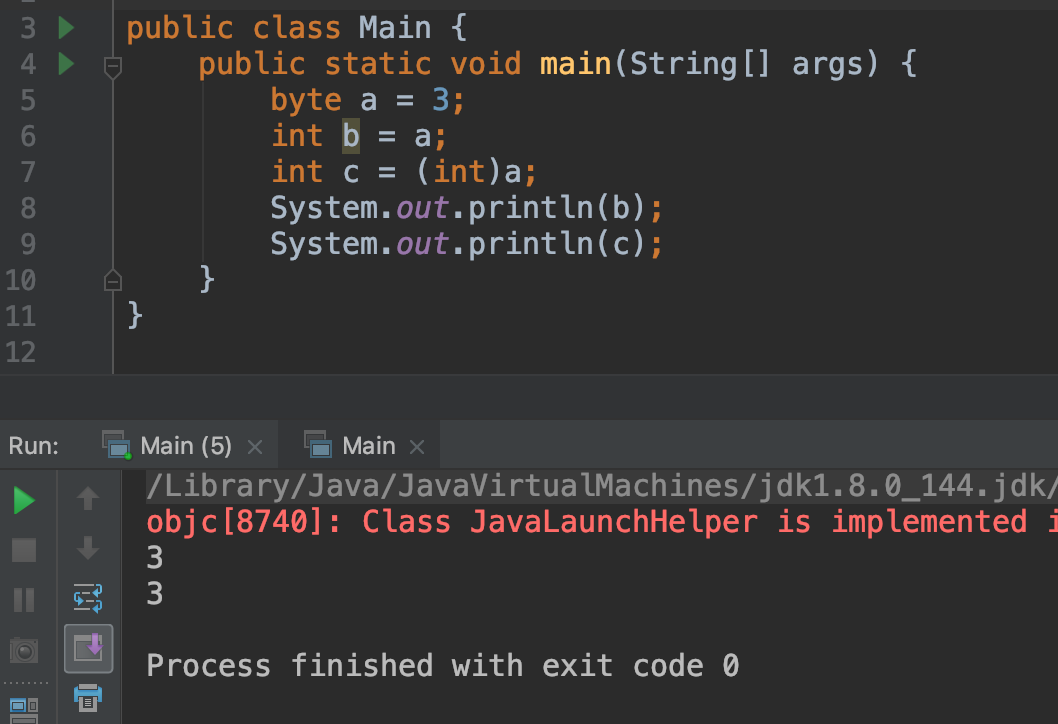 3 public class Main {
4 public static void main(String[] args) {
5 byte a = 3;
6 int b = a;
7 int c = (int)a;
8 System.out.println(b);
9 System.out.println(c);
10 }
11 }
12
Run: Main (5) Main
/Library/Java/JavaVirtualMachines/jdk1.8.0_144.jdk/
objc[8740]: Class JavaLaunchHelper is implemented i
3
3
Process finished with exit code 0